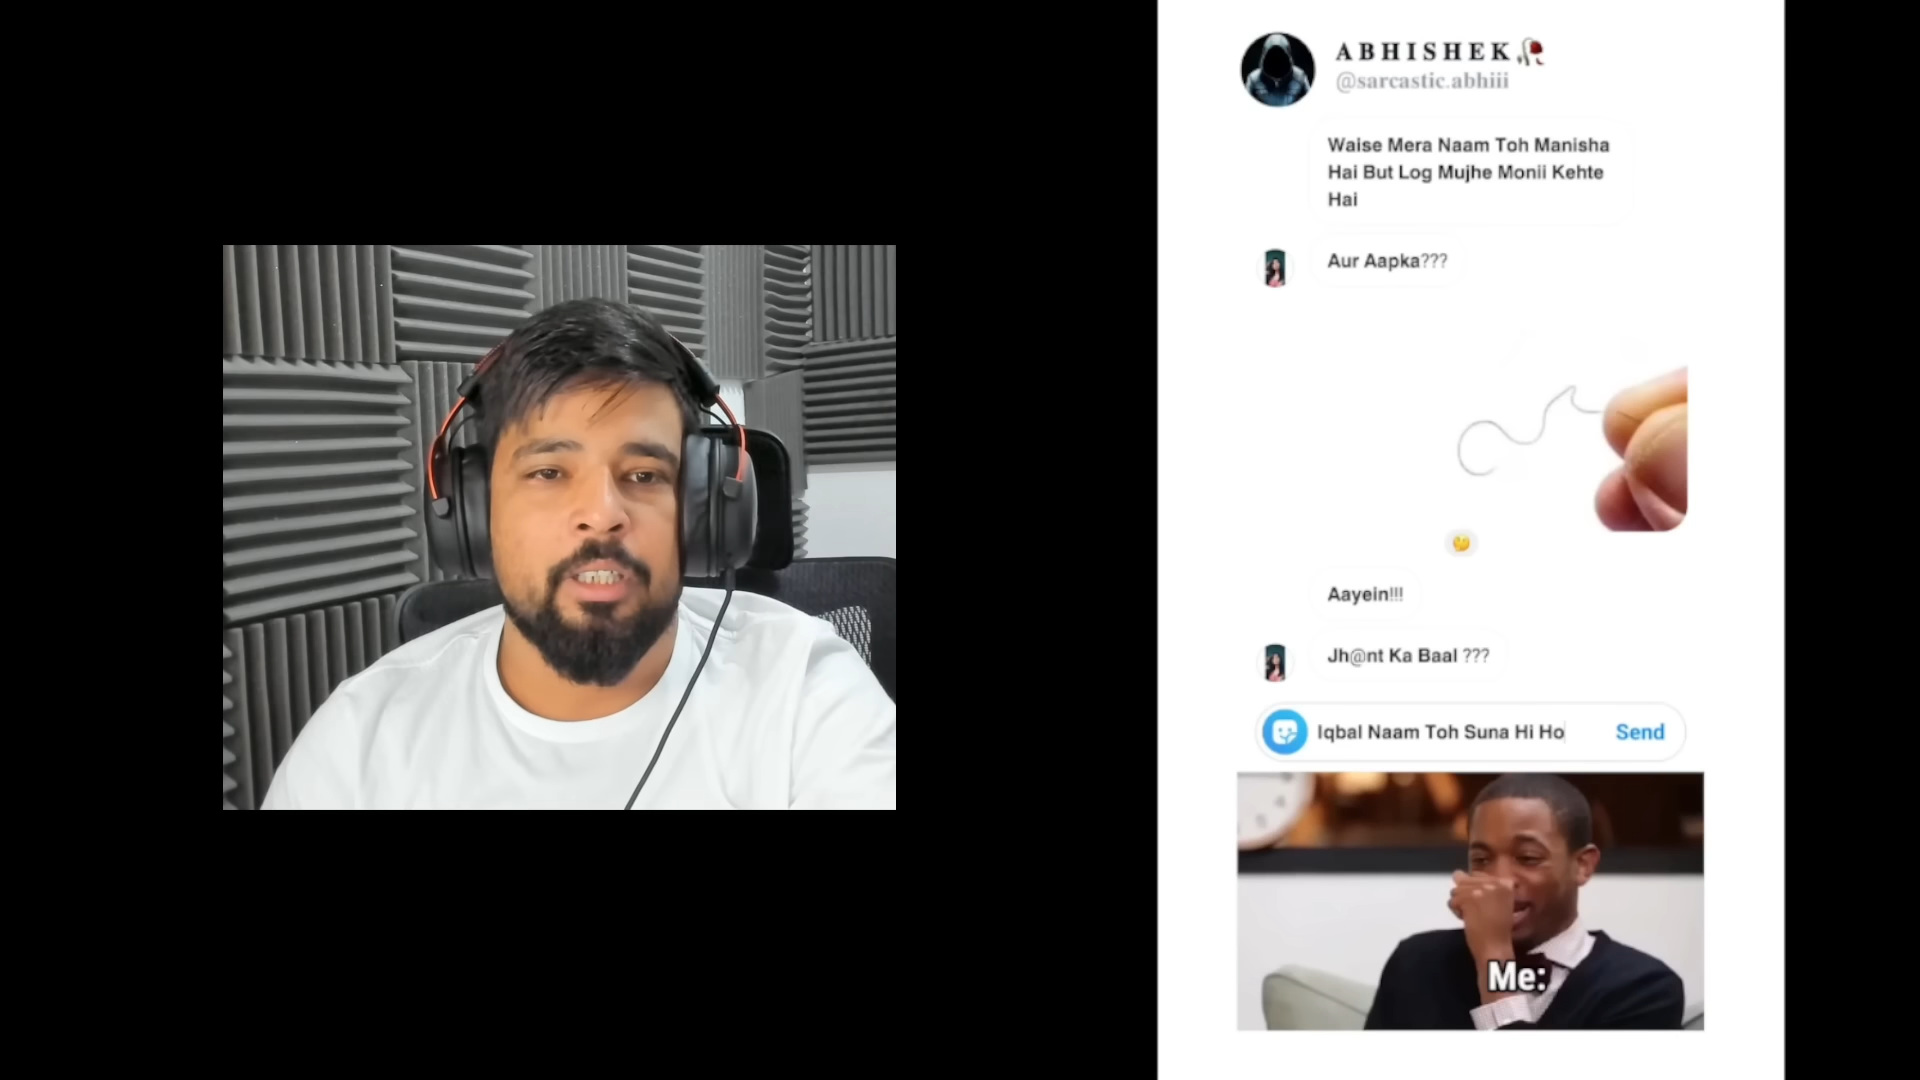 ABHISHEK🥀
@sarcastic.abhiii
Waise Mera Naam Toh Manisha
Hai But Log Mujhe Monii Kehte
Hai
Aur Aapka???
Aayein!!!
Jh@nt Ka Baal ???
Iqbal Naam Toh Suna Hi Ho
Send
Me: